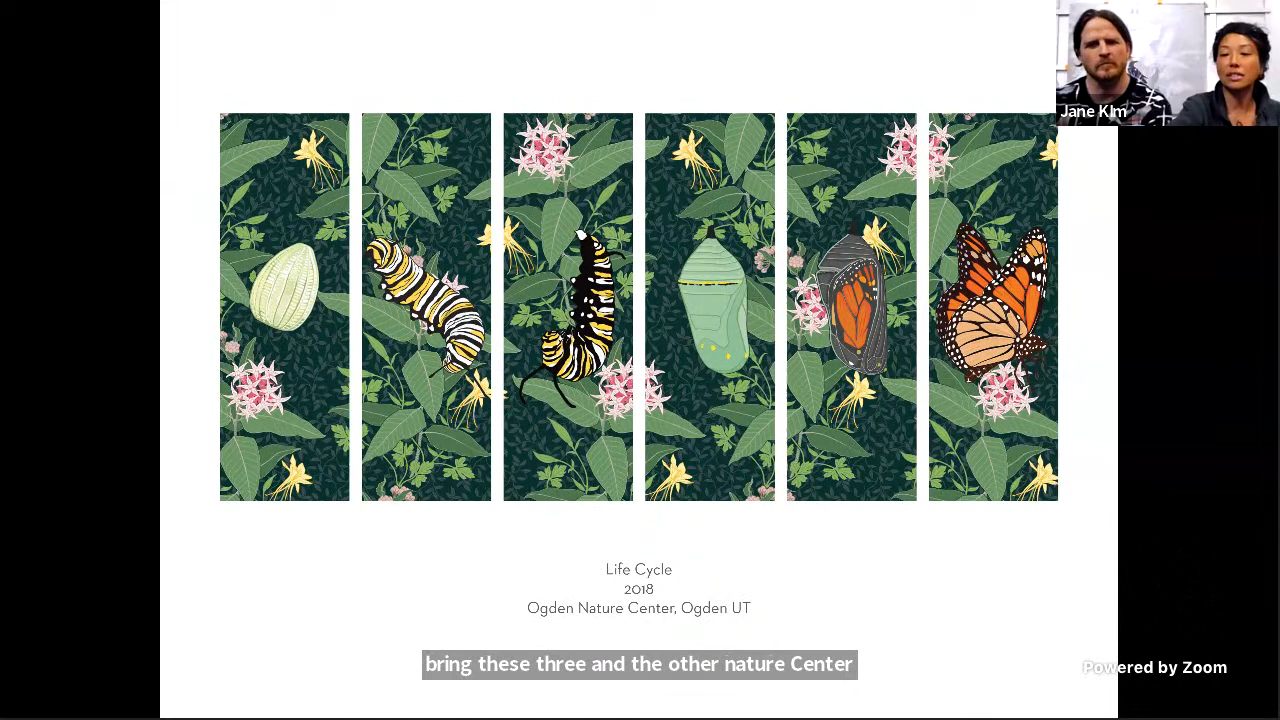 Jane KIm
Life Cycle
2018
Ogden Nature Center, Ogden UT
bring these three and the other nature Center
Powered by Zoom